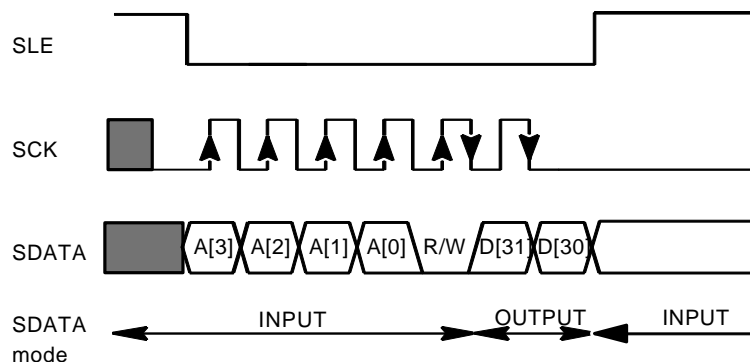 SLE
SCK
SDATA A[3] A[2] A[1] A[0] R/W D[31] D[30]
SDATA mode INPUT OUTPUT INPUT